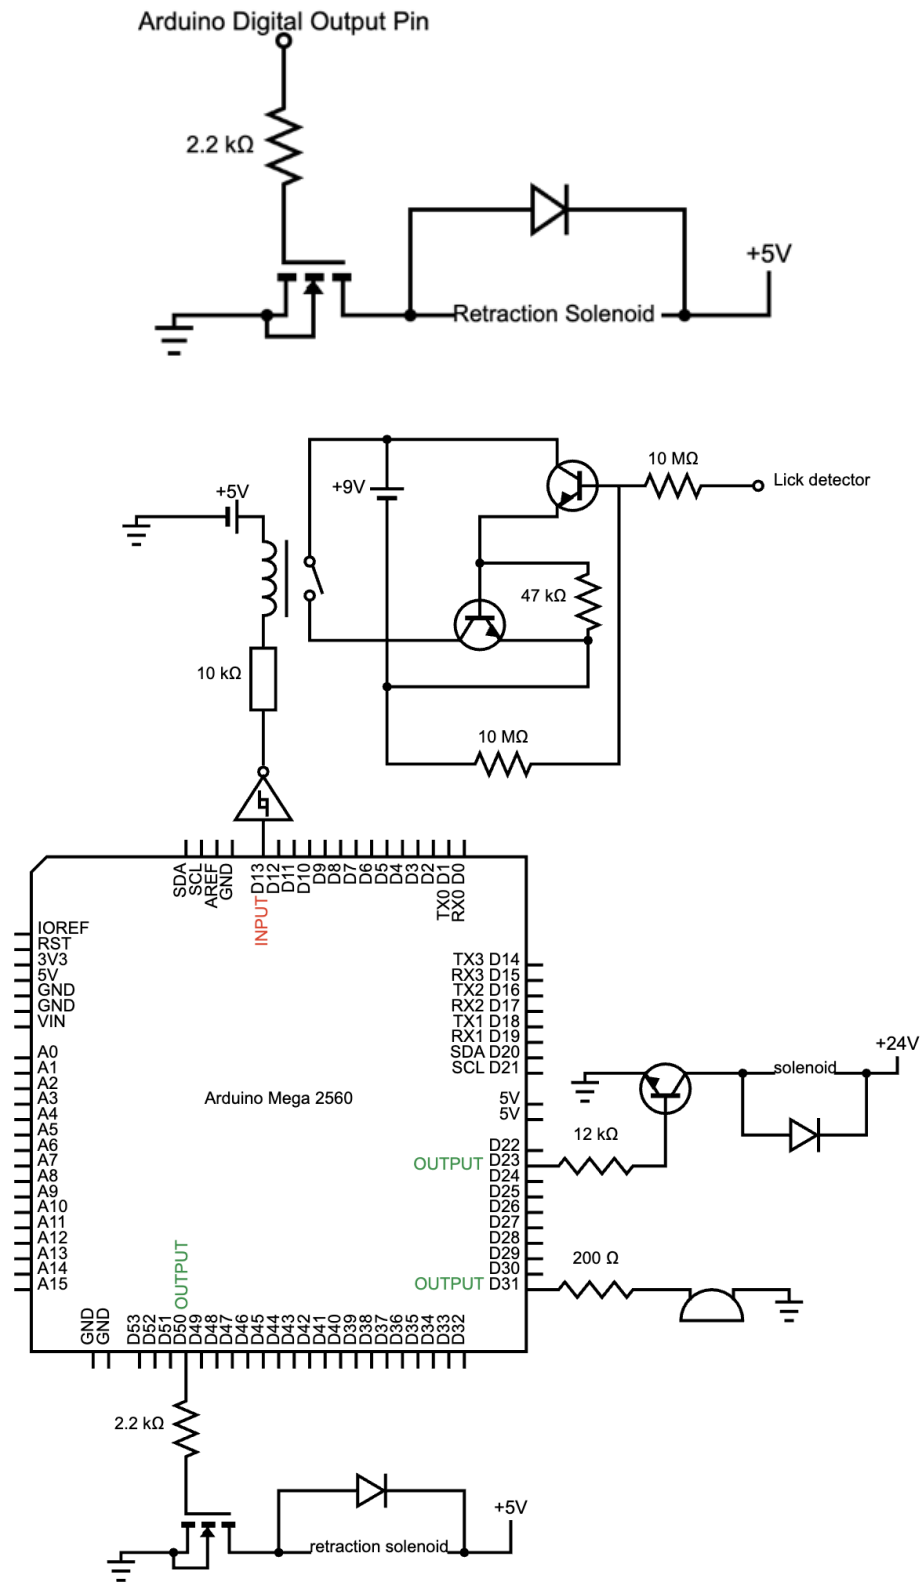 Arduino Digital Output Pin
2.2 kΩ
+5V
Retraction Solenoid
10 MΩ
Lick detector
+9V
+5V
47 kΩ
10 kΩ
10 MΩ
SDA
SCL
AREF
GND
D13
D12
D11
D10
D9
D8
D7
D6
D5
D4
D3
D2
TX0 D1
RX0 D0
INPUT
IOREF
RST
3V3
5V
GND
GND
VIN
A0
A1
A2
A3
A4
A5
A6
A7
A8
A9
A10
A11
A12
A13
A14
A15
Arduino Mega 2560
TX3 D14
RX3 D15
TX2 D16
RX2 D17
TX1 D18
RX1 D19
SDA D20
SCL D21
5V
5V
D22
OUTPUT D23
D24
D25
D26
D27
D28
D29
D30
OUTPUT D31
+24V
solenoid
12 kΩ
200 Ω
OUTPUT
GND
GND
D53
D52
D51
D50
D49
D48
D47
D46
D45
D44
D43
D42
D41
D40
D39
D38
D37
D36
D35
D34
D33
D32
2.2 kΩ
+5V
retraction solenoid